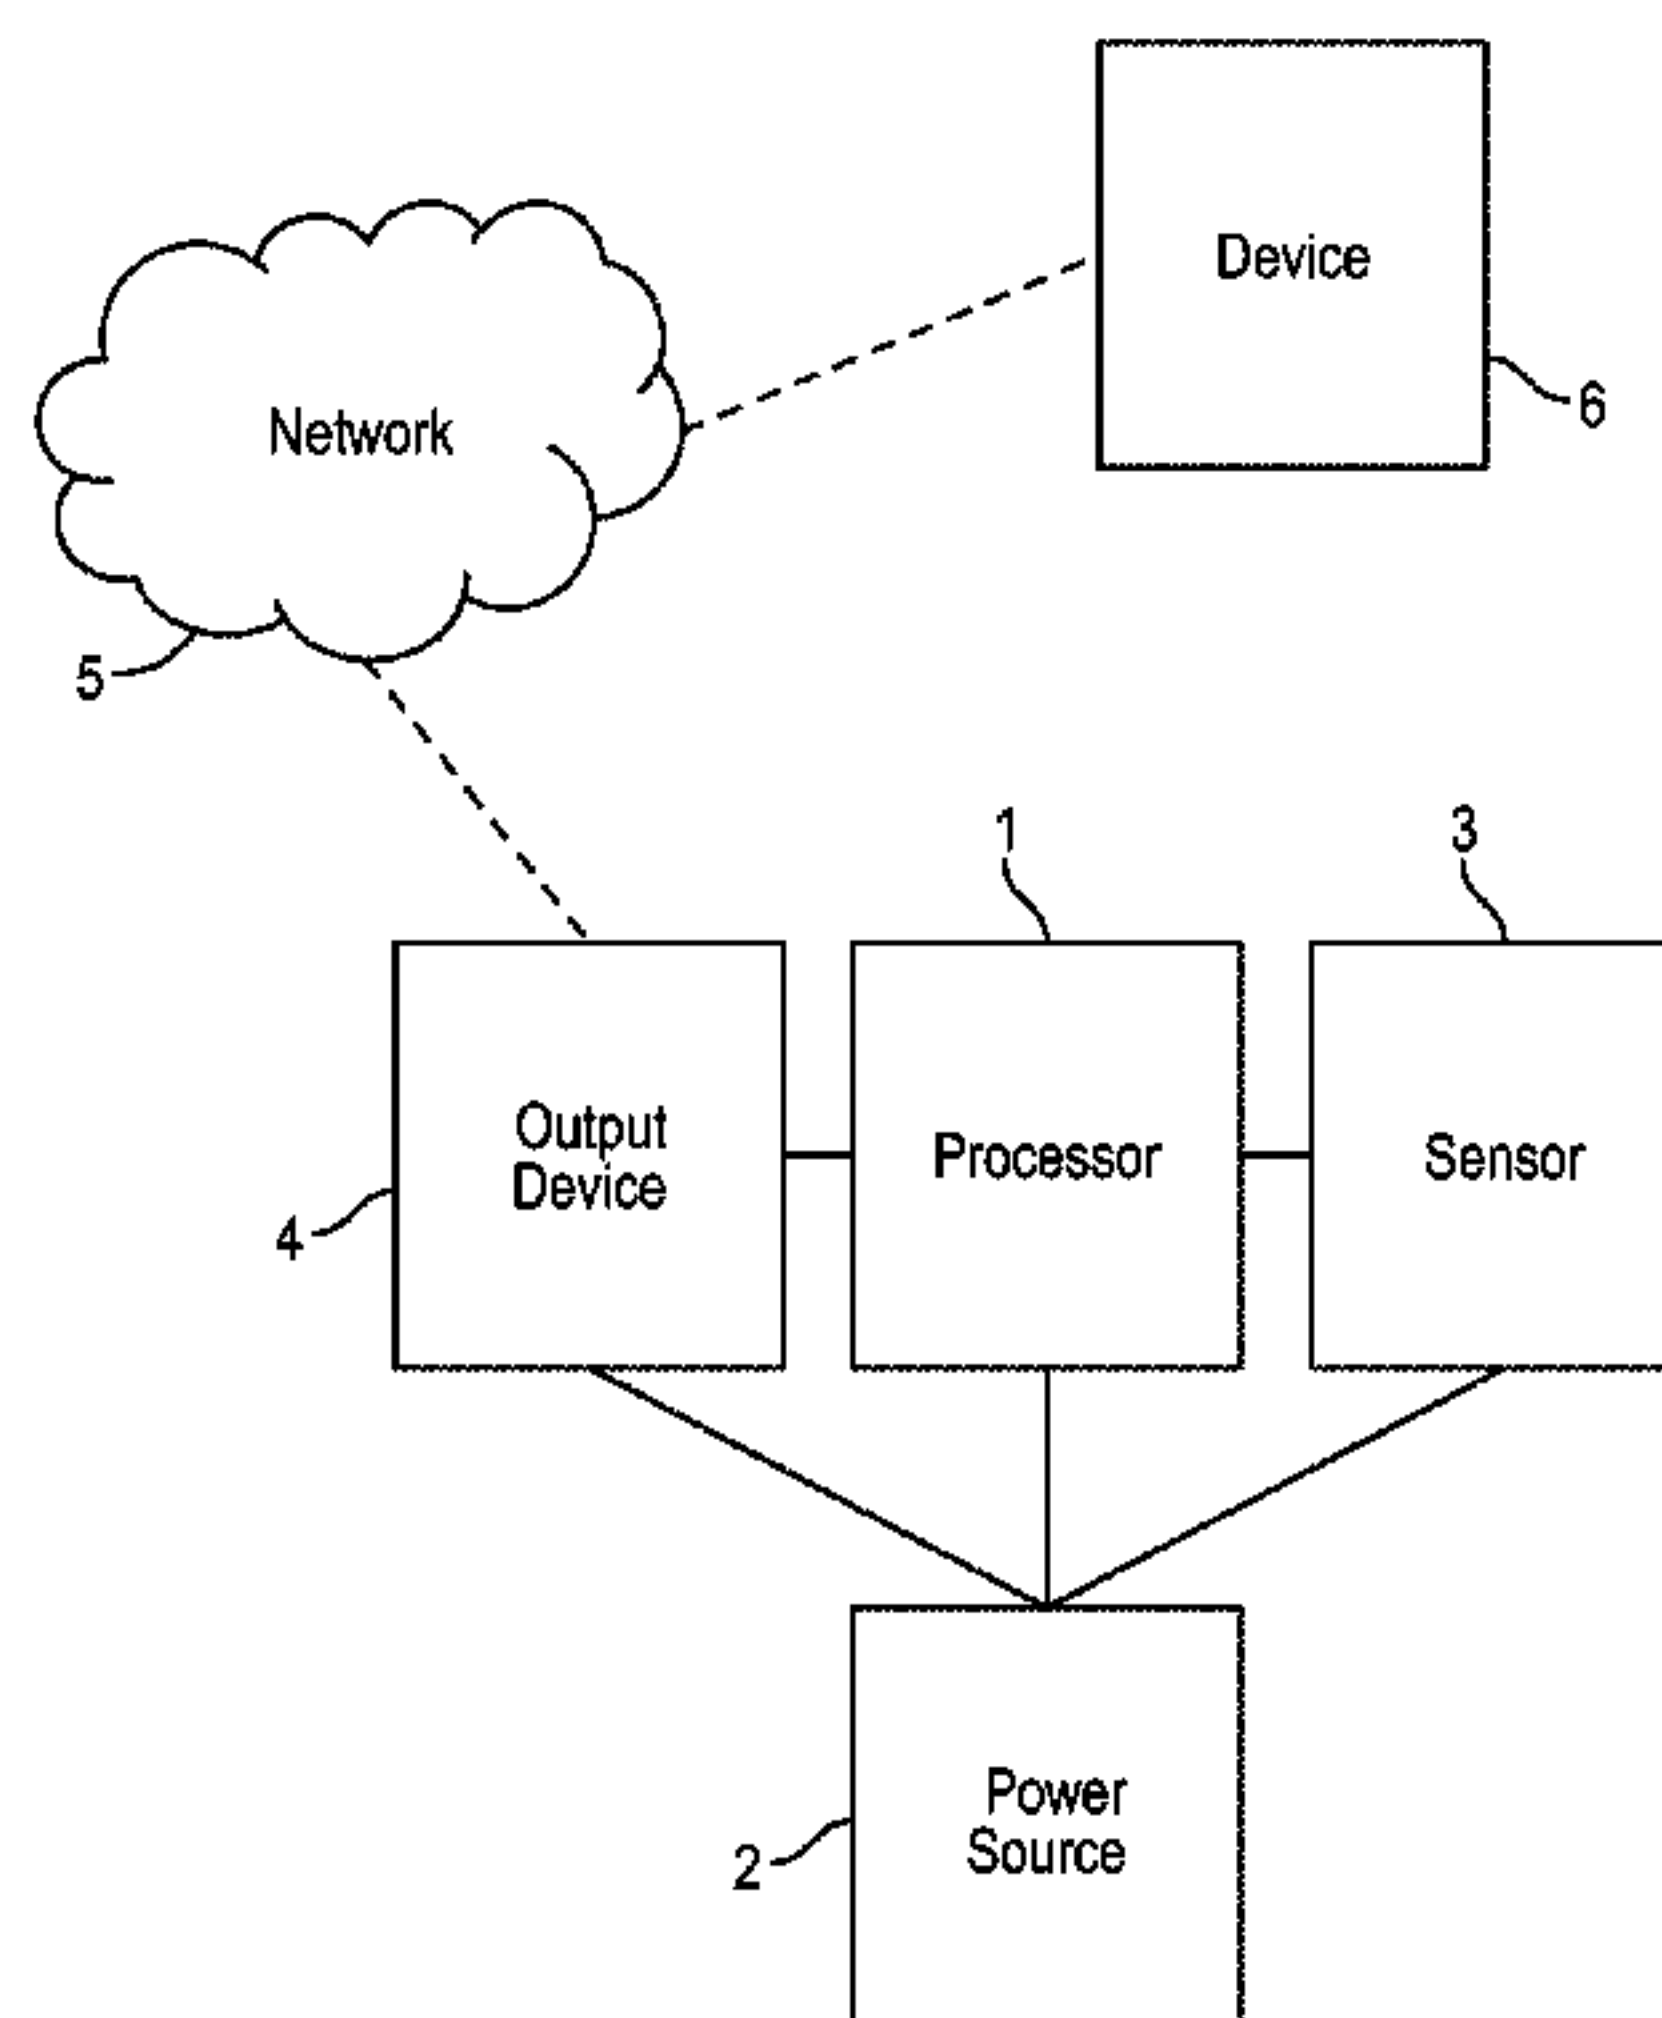 Device
6
Network
5
1
3
Output
Device
Processor
Sensor
4
Power
Source
2